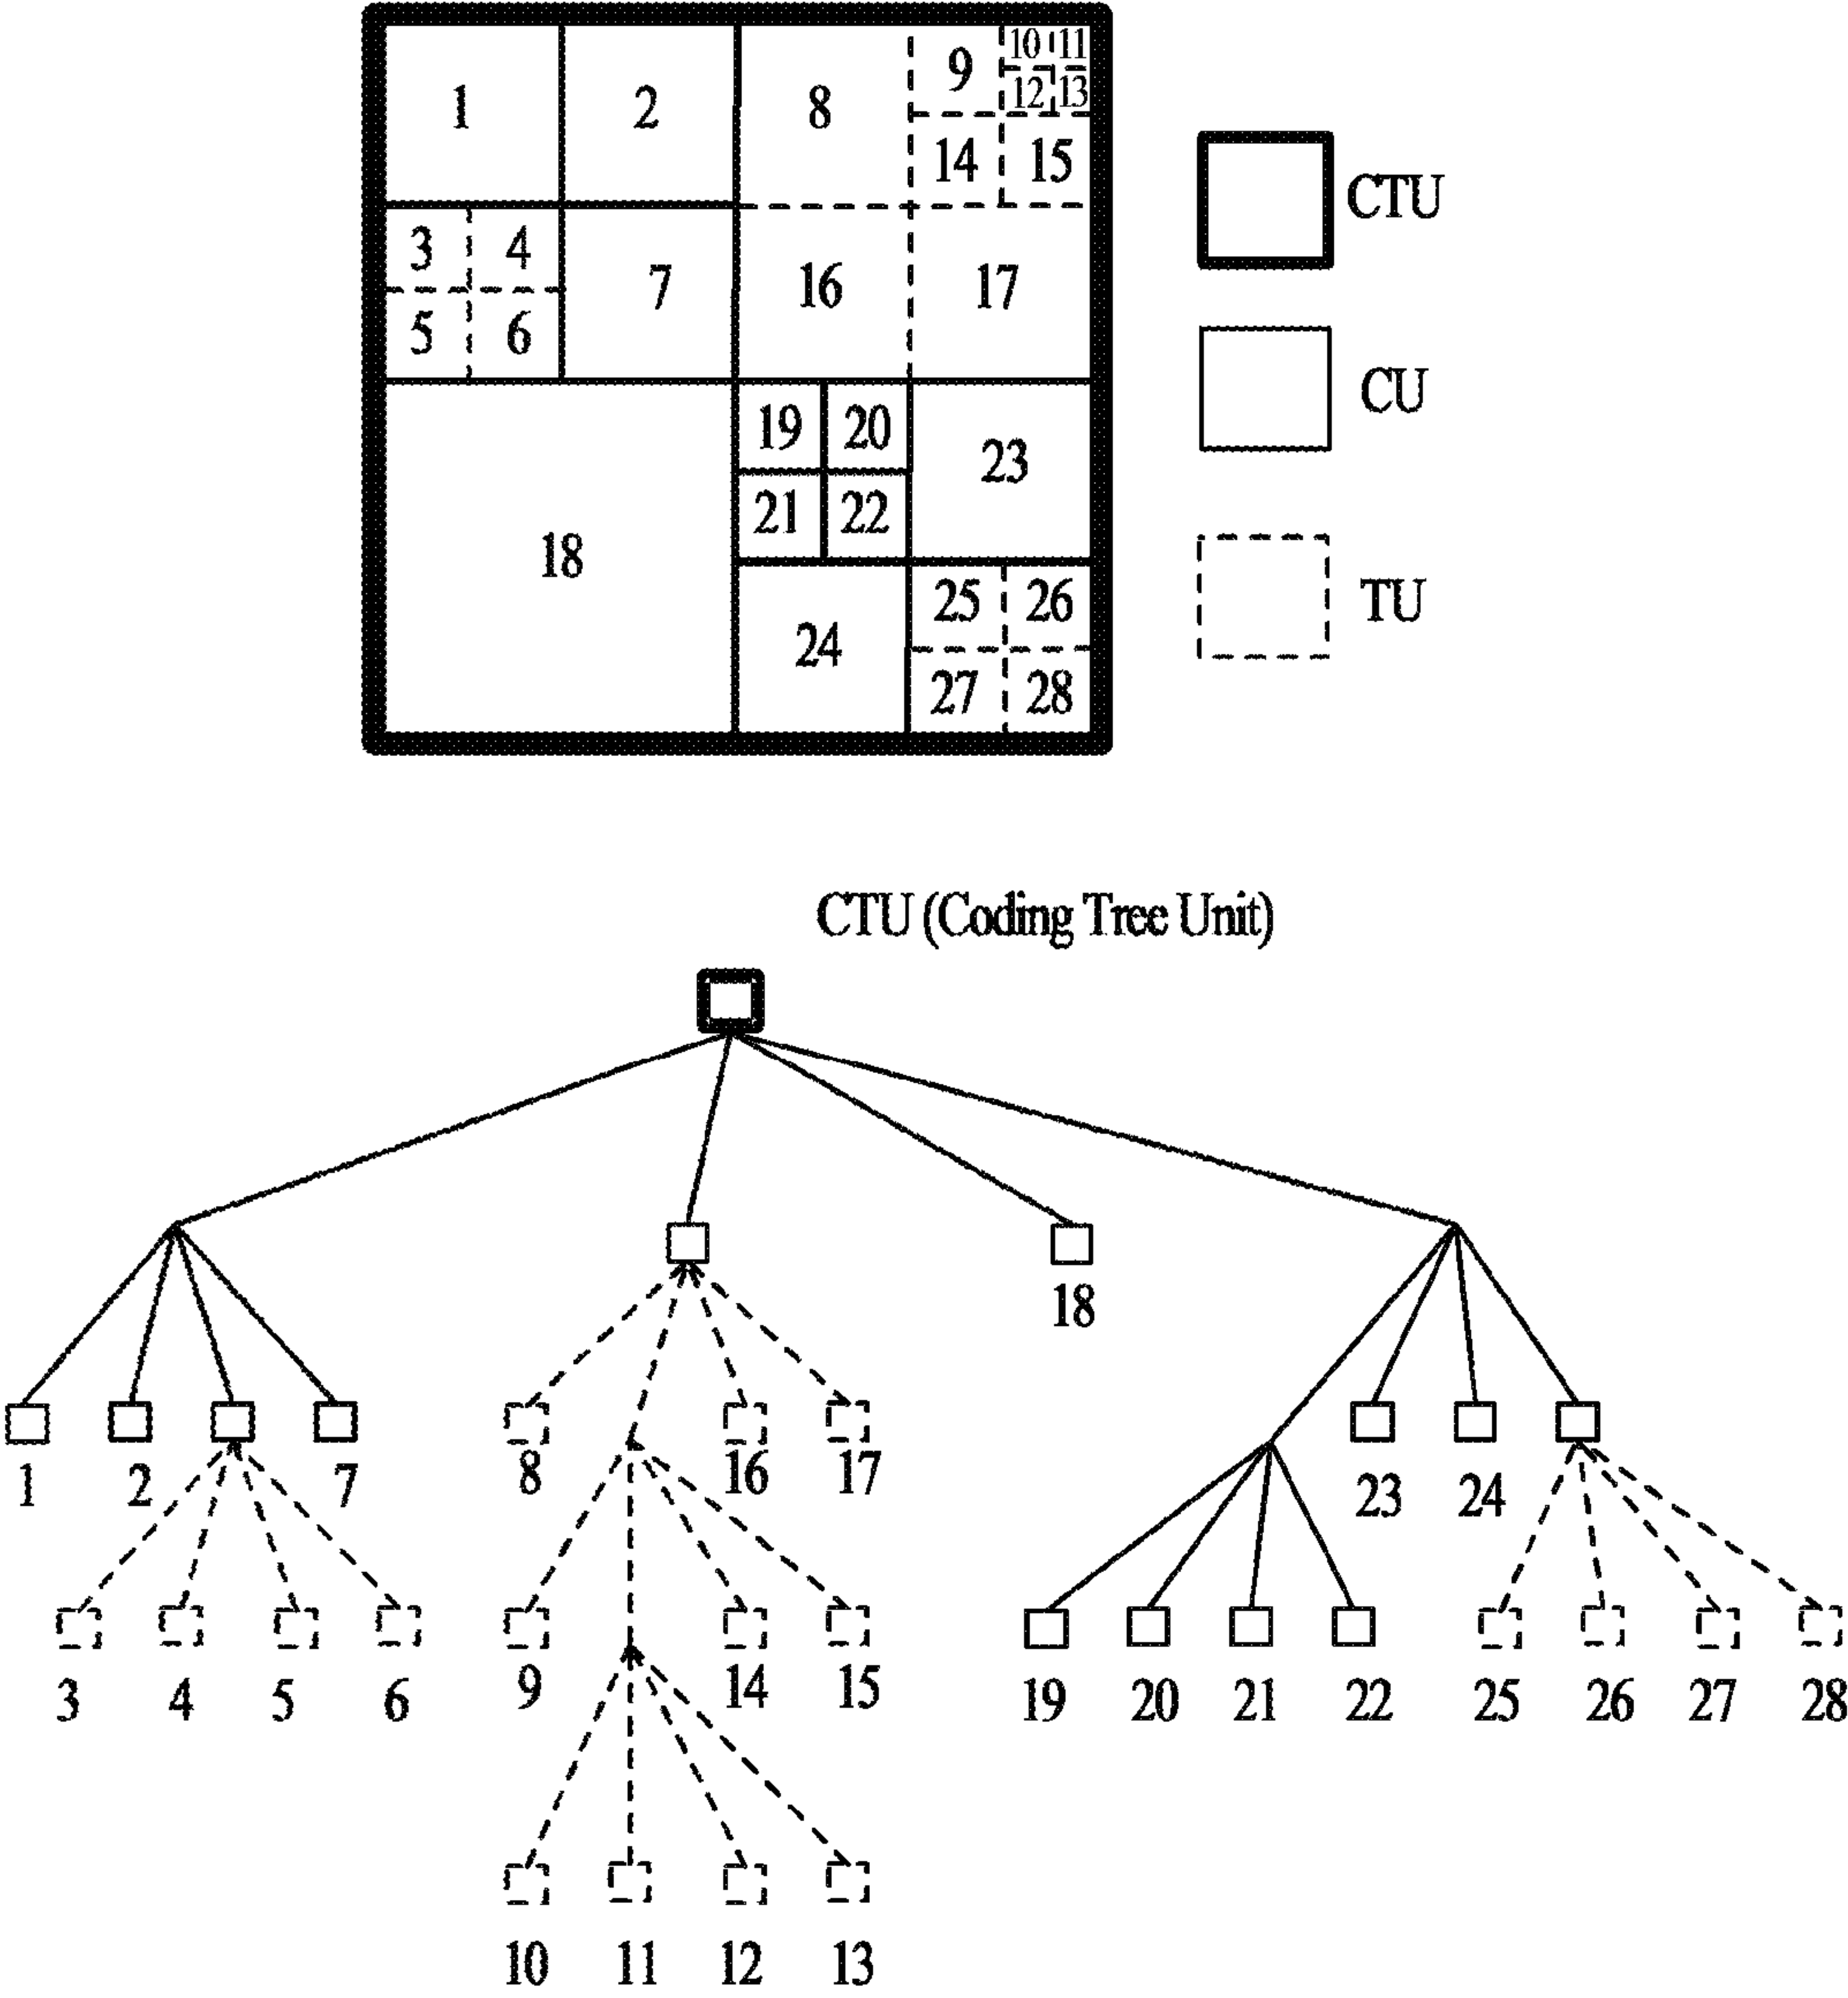 1 2 8 9 10 11
12 13
14 15
3 4 7 16 17
5 6
18 19 20 23
21 22
24 25 26
27 28
CTU
CU
TU
CTU (Coding Tree Unit)
18
1 2 7 8 16 17 23 24
3 4 5 6 9 14 15 19 20 21 22 25 26 27 28
10 11 12 13